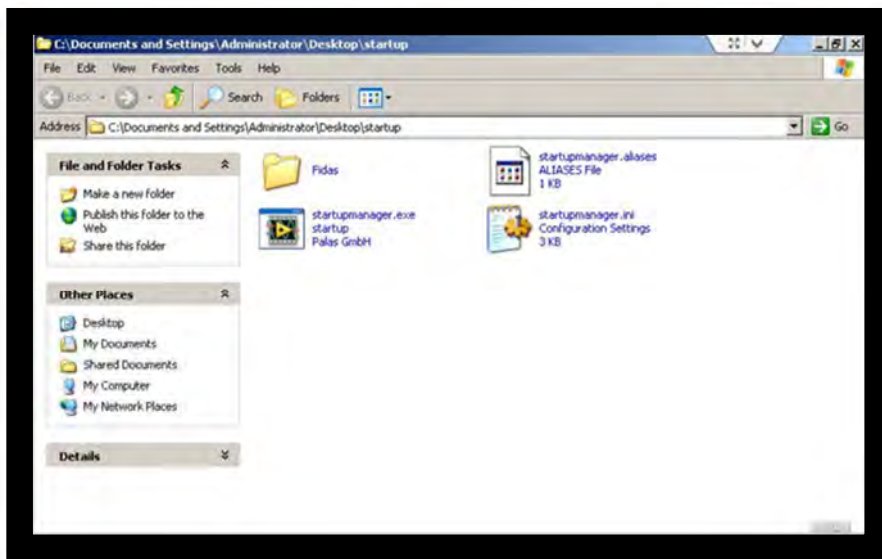 C:\Documents and Settings\Administrator\Desktop\startup
File Edit View Favorites Tools Help
Back Search Folders
Address C:\Documents and Settings\Administrator\Desktop\startup Go
File and Folder Tasks
Make a new folder
Publish this folder to the
Web
Share this folder
Other Places
Desktop
My Documents
Shared Documents
My Computer
My Network Places
Details
Fidas
startupmanager.aliases
ALIASES File
1 KB
startupmanager.exe
startup
Palas GmbH
startupmanager.ini
Configuration Settings
3 KB